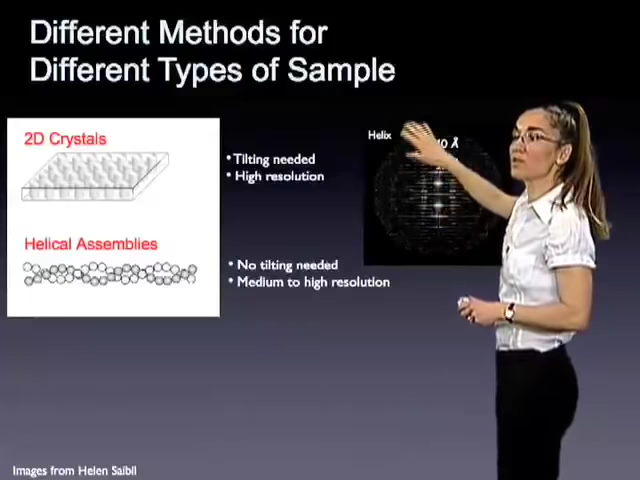 Different Methods for
Different Types of Sample
2D Crystals
• Tilting needed
• High resolution
Helical Assemblies
• No tilting needed
• Medium to high resolution
Helix
10 Å
Images from Helen Saibil